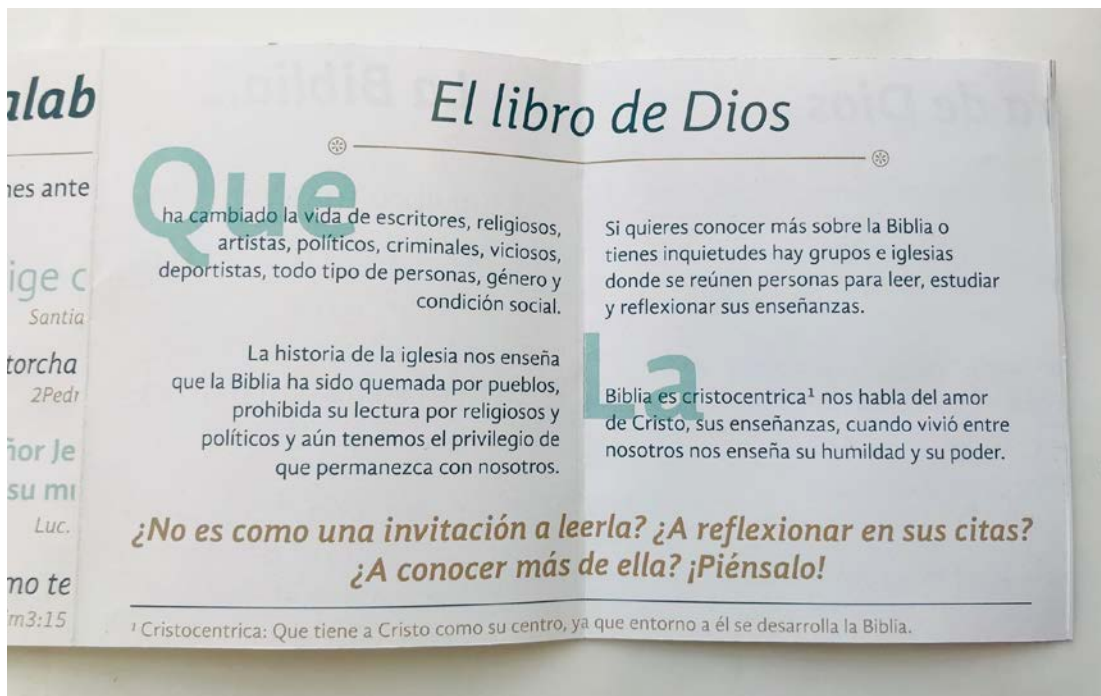 alab
nes ante
ige c
Santia
torcha
2Pedr
ñor Je
su mi
Luc.
mo te
m3:15
El libro de Dios
Que
ha cambiado la vida de escritores, religiosos,
artistas, políticos, criminales, viciosos,
deportistas, todo tipo de personas, género y
condición social.
La historia de la iglesia nos enseña
que la Biblia ha sido quemada por pueblos,
prohibida su lectura por religiosos y
políticos y aún tenemos el privilegio de
que permanezca con nosotros.
Si quieres conocer más sobre la Biblia o
tienes inquietudes hay grupos e iglesias
donde se reúnen personas para leer, estudiar
y reflexionar sus enseñanzas.
La
Biblia es cristocentrica¹ nos habla del amor
de Cristo, sus enseñanzas, cuando vivió entre
nosotros nos enseña su humildad y su poder.
¿No es como una invitación a leerla? ¿A reflexionar en sus citas?
¿A conocer más de ella? ¡Piénsalo!
¹ Cristocentrica: Que tiene a Cristo como su centro, ya que entorno a él se desarrolla la Biblia.